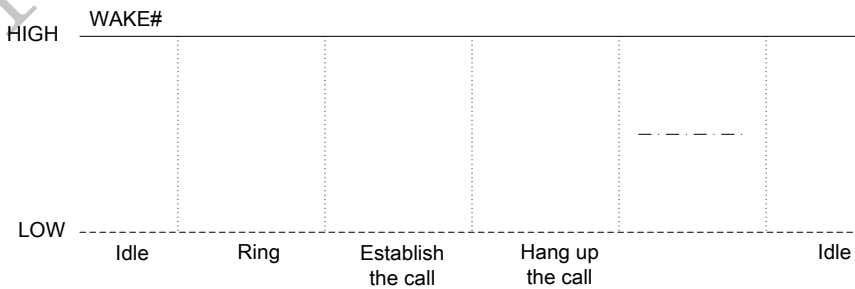 WAKE#
HIGH
LOW
Idle
Ring
Establish
the call
Hang up
the call
Idle